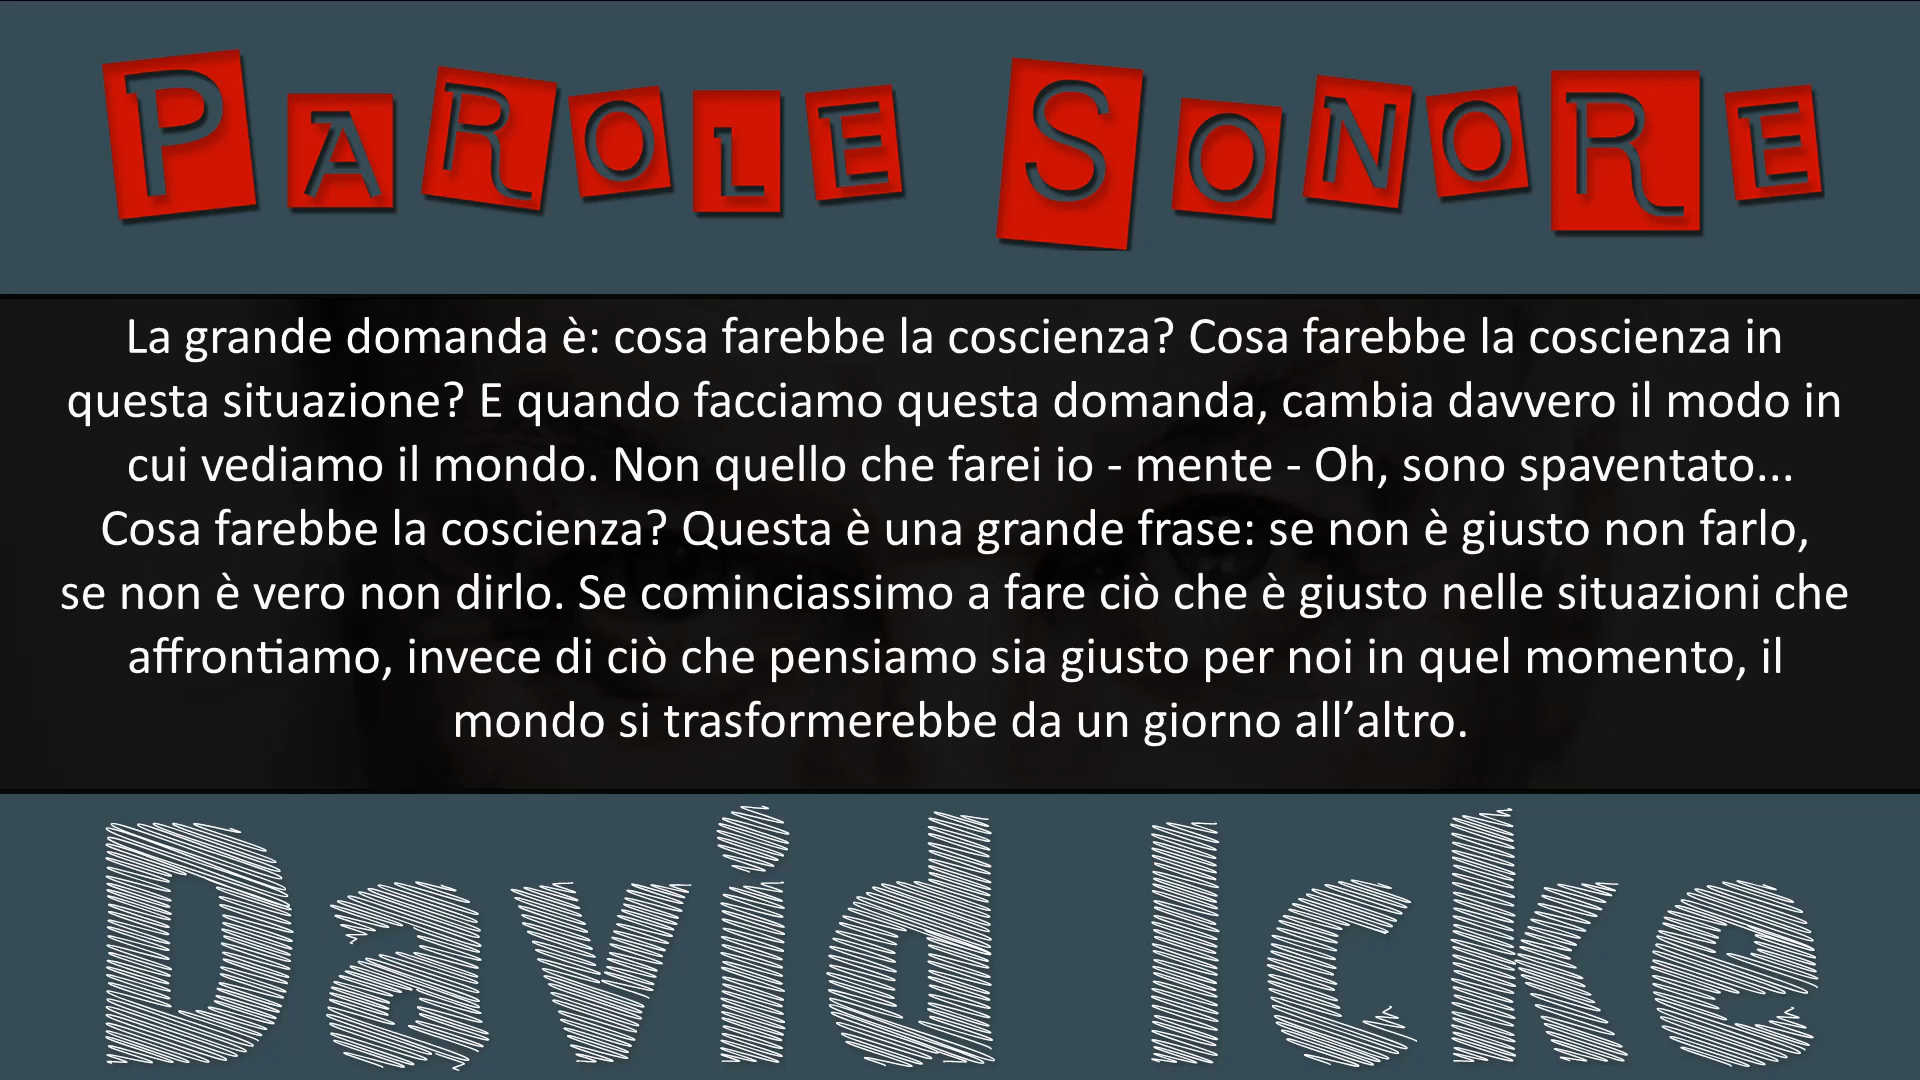 PAROLE SONORE
La grande domanda è: cosa farebbe la coscienza? Cosa farebbe la coscienza in
questa situazione? E quando facciamo questa domanda, cambia davvero il modo in
cui vediamo il mondo. Non quello che farei io - mente - Oh, sono spaventato...
Cosa farebbe la coscienza? Questa è una grande frase: se non è giusto non farlo,
se non è vero non dirlo. Se cominciassimo a fare ciò che è giusto nelle situazioni che
affrontiamo, invece di ciò che pensiamo sia giusto per noi in quel momento, il
mondo si trasformerebbe da un giorno all’altro.
David Icke